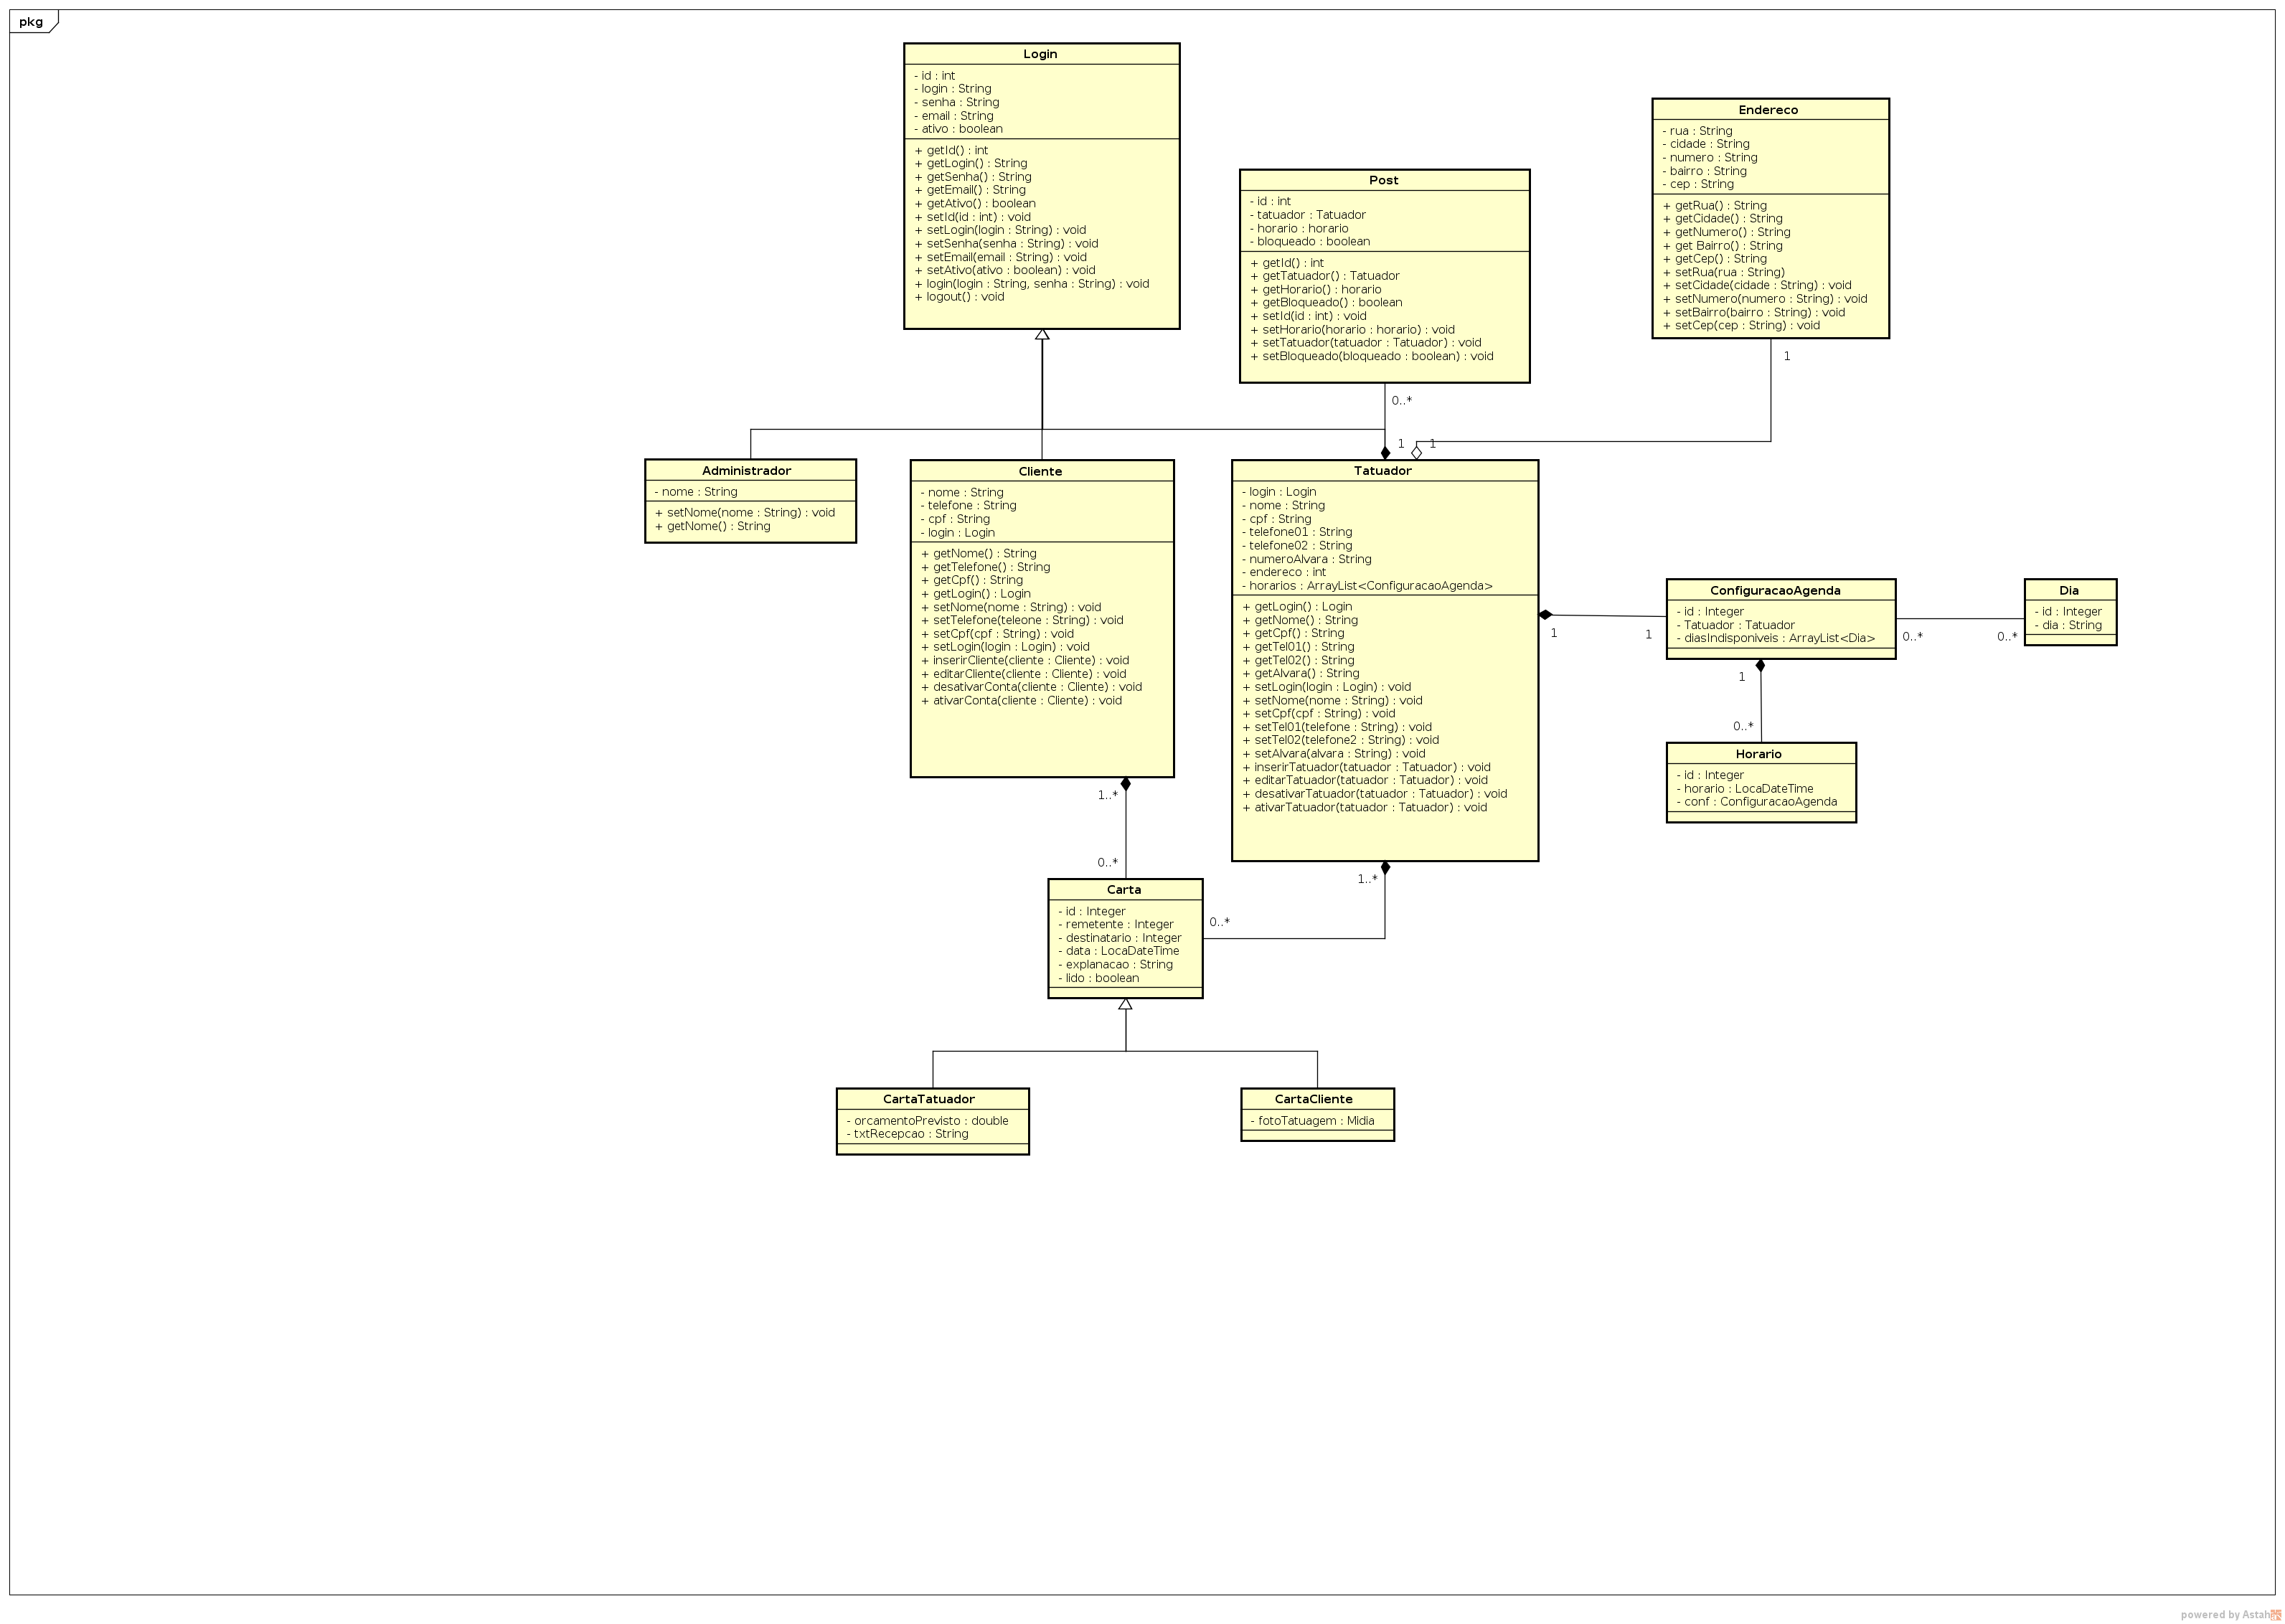 pkg
Login
- id : int
- login : String
- senha : String
- email : String
- ativo : boolean
+ getId() : int
+ getLogin() : String
+ getSenha() : String
+ getEmail() : String
+ getAtivo() : boolean
+ setId(id : int) : void
+ setLogin(login : String) : void
+ setSenha(senha : String) : void
+ setEmail(email : String) : void
+ setAtivo(ativo : boolean) : void
+ login(login : String, senha : String) : void
+ logout() : void
Post
- id : int
- tatuador : Tatuador
- horario : horario
- bloqueado : boolean
+ getId() : int
+ getTatuador() : Tatuador
+ getHorario() : horario
+ getBloqueado() : boolean
+ setId(id : int) : void
+ setHorario(horario : horario) : void
+ setTatuador(tatuador : Tatuador) : void
+ setBloqueado(bloqueado : boolean) : void
Endereco
- rua : String
- cidade : String
- numero : String
- bairro : String
- cep : String
+ getRua() : String
+ getCidade() : String
+ getNumero() : String
+ get Bairro() : String
+ getCep() : String
+ setRua(rua : String)
+ setCidade(cidade : String) : void
+ setNumero(numero : String) : void
+ setBairro(bairro : String) : void
+ setCep(cep : String) : void
1
0..*
1
1
Administrador
- nome : String
+ setNome(nome : String) : void
+ getNome() : String
Cliente
- nome : String
- telefone : String
- cpf : String
- login : Login
+ getNome() : String
+ getTelefone() : String
+ getCpf() : String
+ getLogin() : Login
+ setNome(nome : String) : void
+ setTelefone(teleone : String) : void
+ setCpf(cpf : String) : void
+ setLogin(login : Login) : void
+ inserirCliente(cliente : Cliente) : void
+ editarCliente(cliente : Cliente) : void
+ desativarConta(cliente : Cliente) : void
+ ativarConta(cliente : Cliente) : void
Tatuador
- login : Login
- nome : String
- cpf : String
- telefone01 : String
- telefone02 : String
- numeroAlvara : String
- endereco : int
- horarios : ArrayList<ConfiguracaoAgenda>
+ getLogin() : Login
+ getNome() : String
+ getCpf() : String
+ getTel01() : String
+ getTel02() : String
+ getAlvara() : String
+ setLogin(login : Login) : void
+ setNome(nome : String) : void
+ setCpf(cpf : String) : void
+ setTel01(telefone : String) : void
+ setTel02(telefone2 : String) : void
+ setAlvara(alvara : String) : void
+ inserirTatuador(tatuador : Tatuador) : void
+ editarTatuador(tatuador : Tatuador) : void
+ desativarTatuador(tatuador : Tatuador) : void
+ ativarTatuador(tatuador : Tatuador) : void
1
1
ConfiguracaoAgenda
- id : Integer
- Tatuador : Tatuador
- diasIndisponiveis : ArrayList<Dia>
0..*
0..*
Dia
- id : Integer
- dia : String
1
0..*
Horario
- id : Integer
- horario : LocaDateTime
- conf : ConfiguracaoAgenda
1..*
0..*
1..*
0..*
Carta
- id : Integer
- remetente : Integer
- destinatario : Integer
- data : LocaDateTime
- explanacao : String
- lido : boolean
CartaTatuador
- orcamentoPrevisto : double
- txtRecepcao : String
CartaCliente
- fotoTatuagem : Midia
powered by Astah